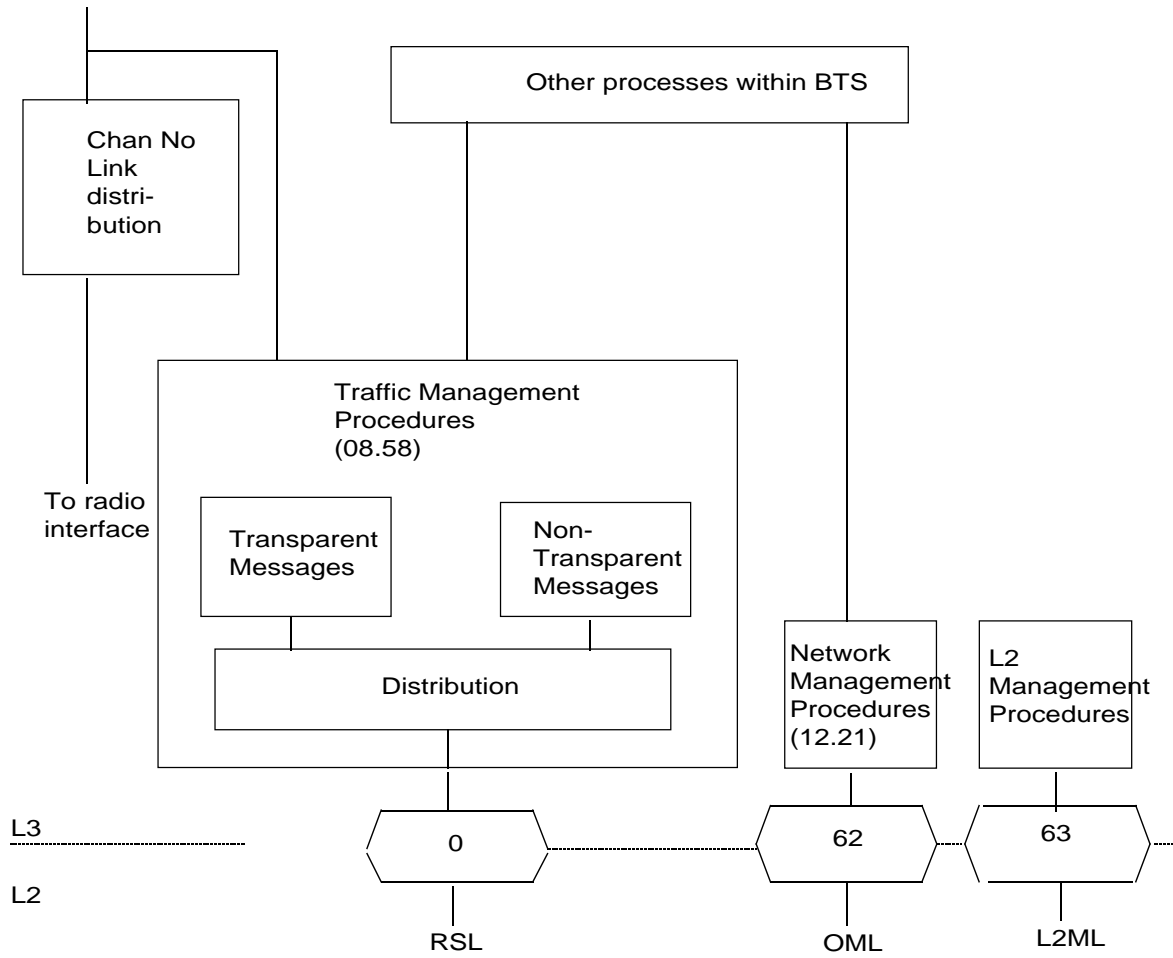 Other processes within BTS
Chan No
Link
distri-
bution
Traffic Management
Procedures
(08.58)
To radio
interface
Transparent
Messages
Non-
Transparent
Messages
Distribution
Network
Management
Procedures
(12.21)
L2
Management
Procedures
L3
0
62
63
L2
RSL
OML
L2ML